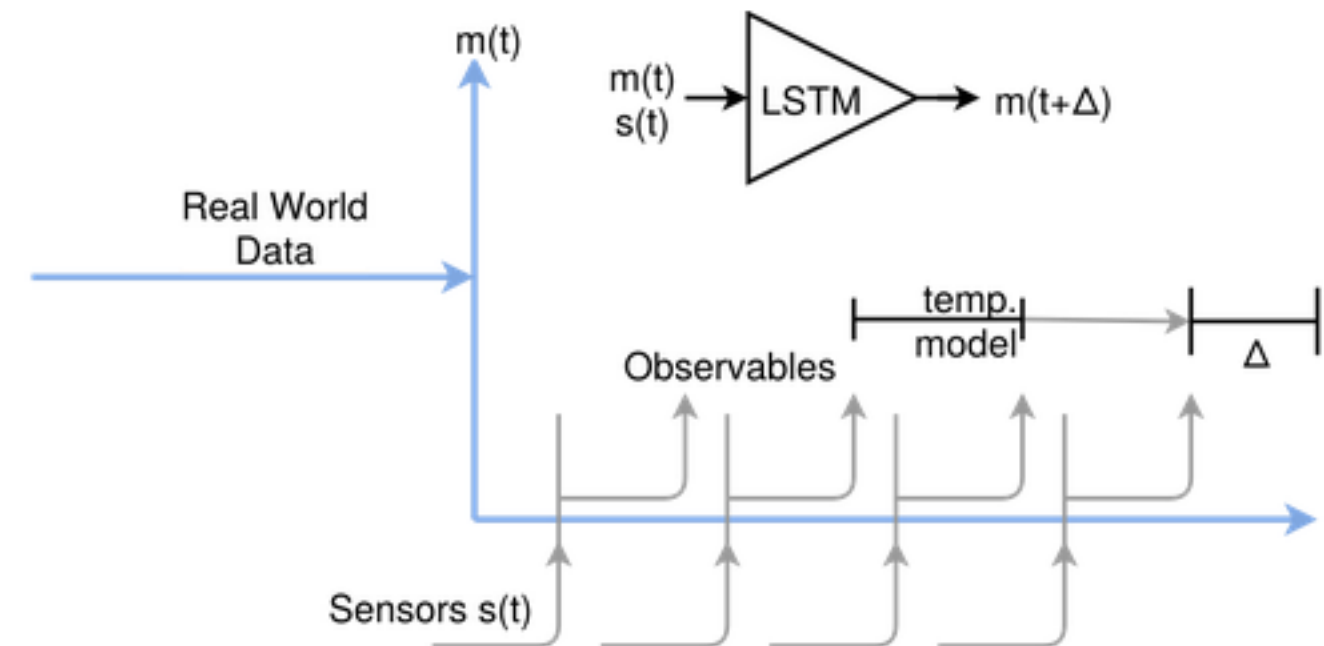 m(t)
m(t)
s(t)
LSTM
m(t+Δ)
Real World
Data
temp.
model
Δ
Observables
Sensors s(t)